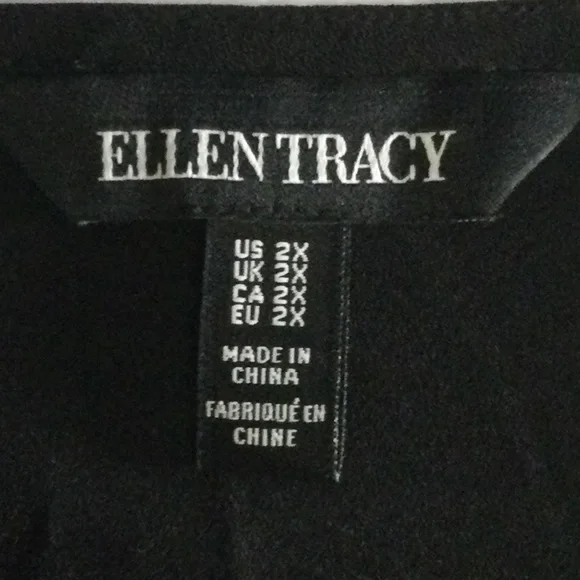 ELLEN TRACY
US 2X
UK 2X
CA 2X
EU 2X
MADE IN
CHINA
FABRIQUÉ EN
CHINE